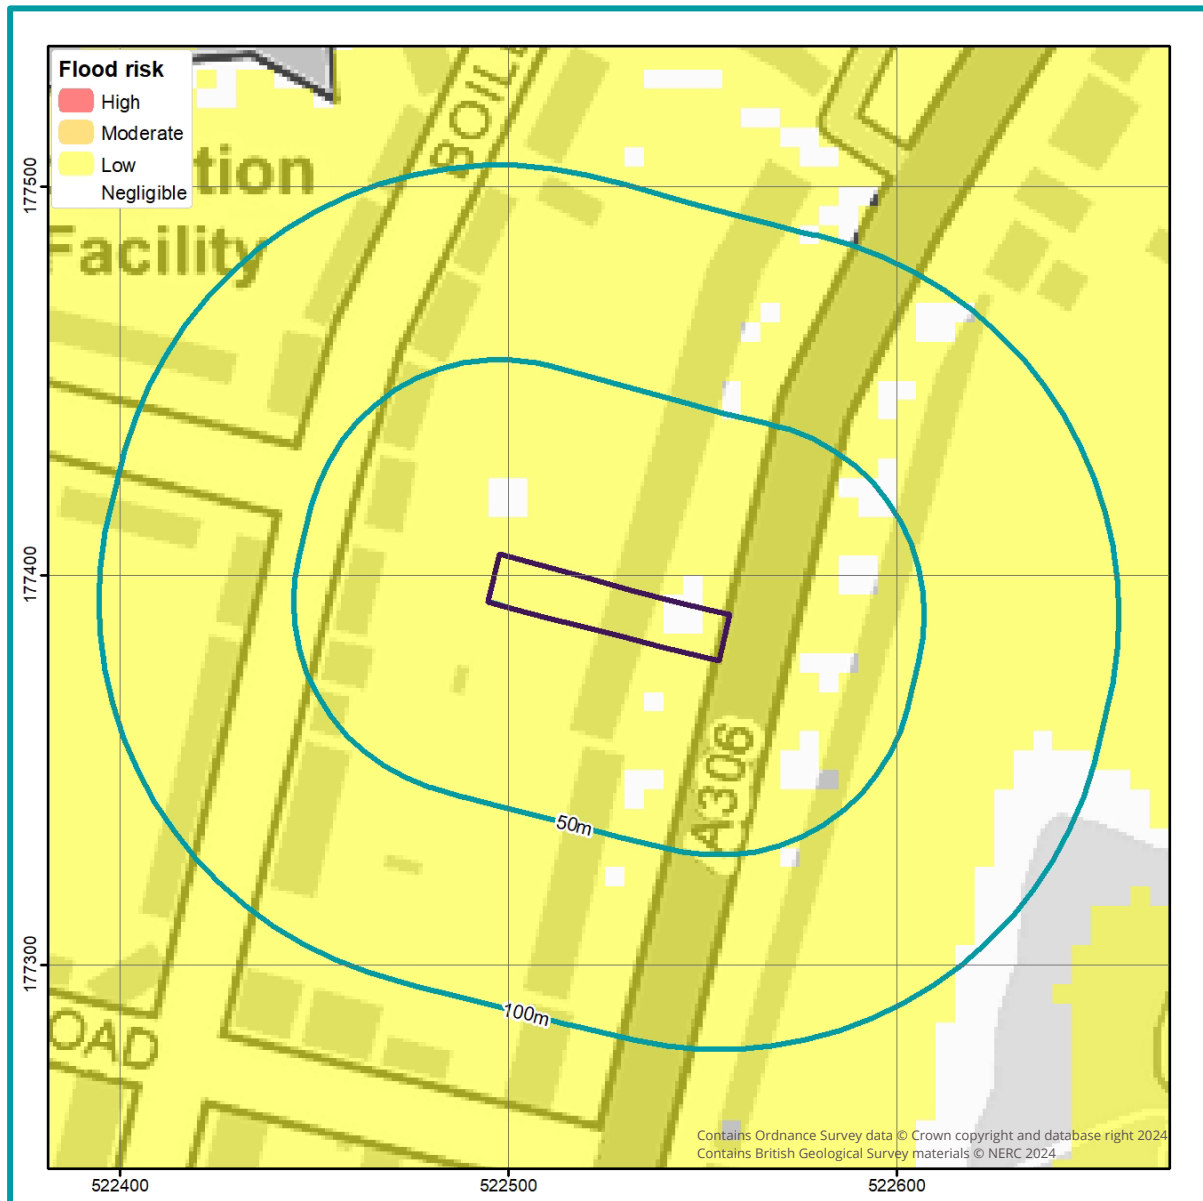 Flood risk
High
Moderate
Low
Negligible
tion
Facility
BOIL
A306
OAD
50m
100m
177500
177400
177300
522400
522500
522600
Contains Ordnance Survey data © Crown copyright and database right 2024
Contains British Geological Survey materials © NERC 2024